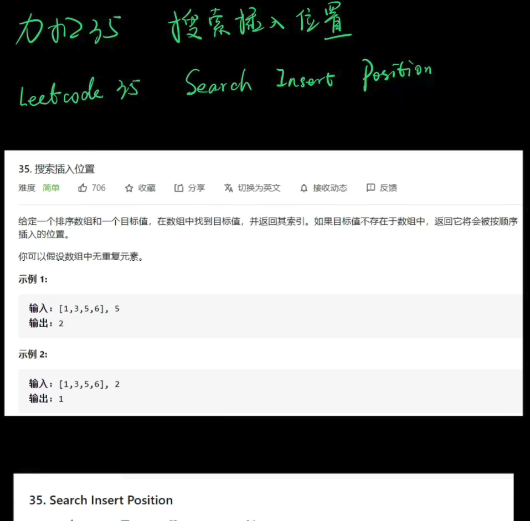 力扣35 搜索插入位置
Leetcode 35 Search Insert Position
35. 搜索插入位置
难度 简单 706 收藏 分享 切换为英文 接收动态 反馈
给定一个排序数组和一个目标值，在数组中找到目标值，并返回其索引。如果目标值不存在于数组中，返回它将会被按顺序
插入的位置。
你可以假设数组中无重复元素。
示例 1:
输入: [1,3,5,6], 5
输出: 2
示例 2:
输入: [1,3,5,6], 2
输出: 1
35. Search Insert Position